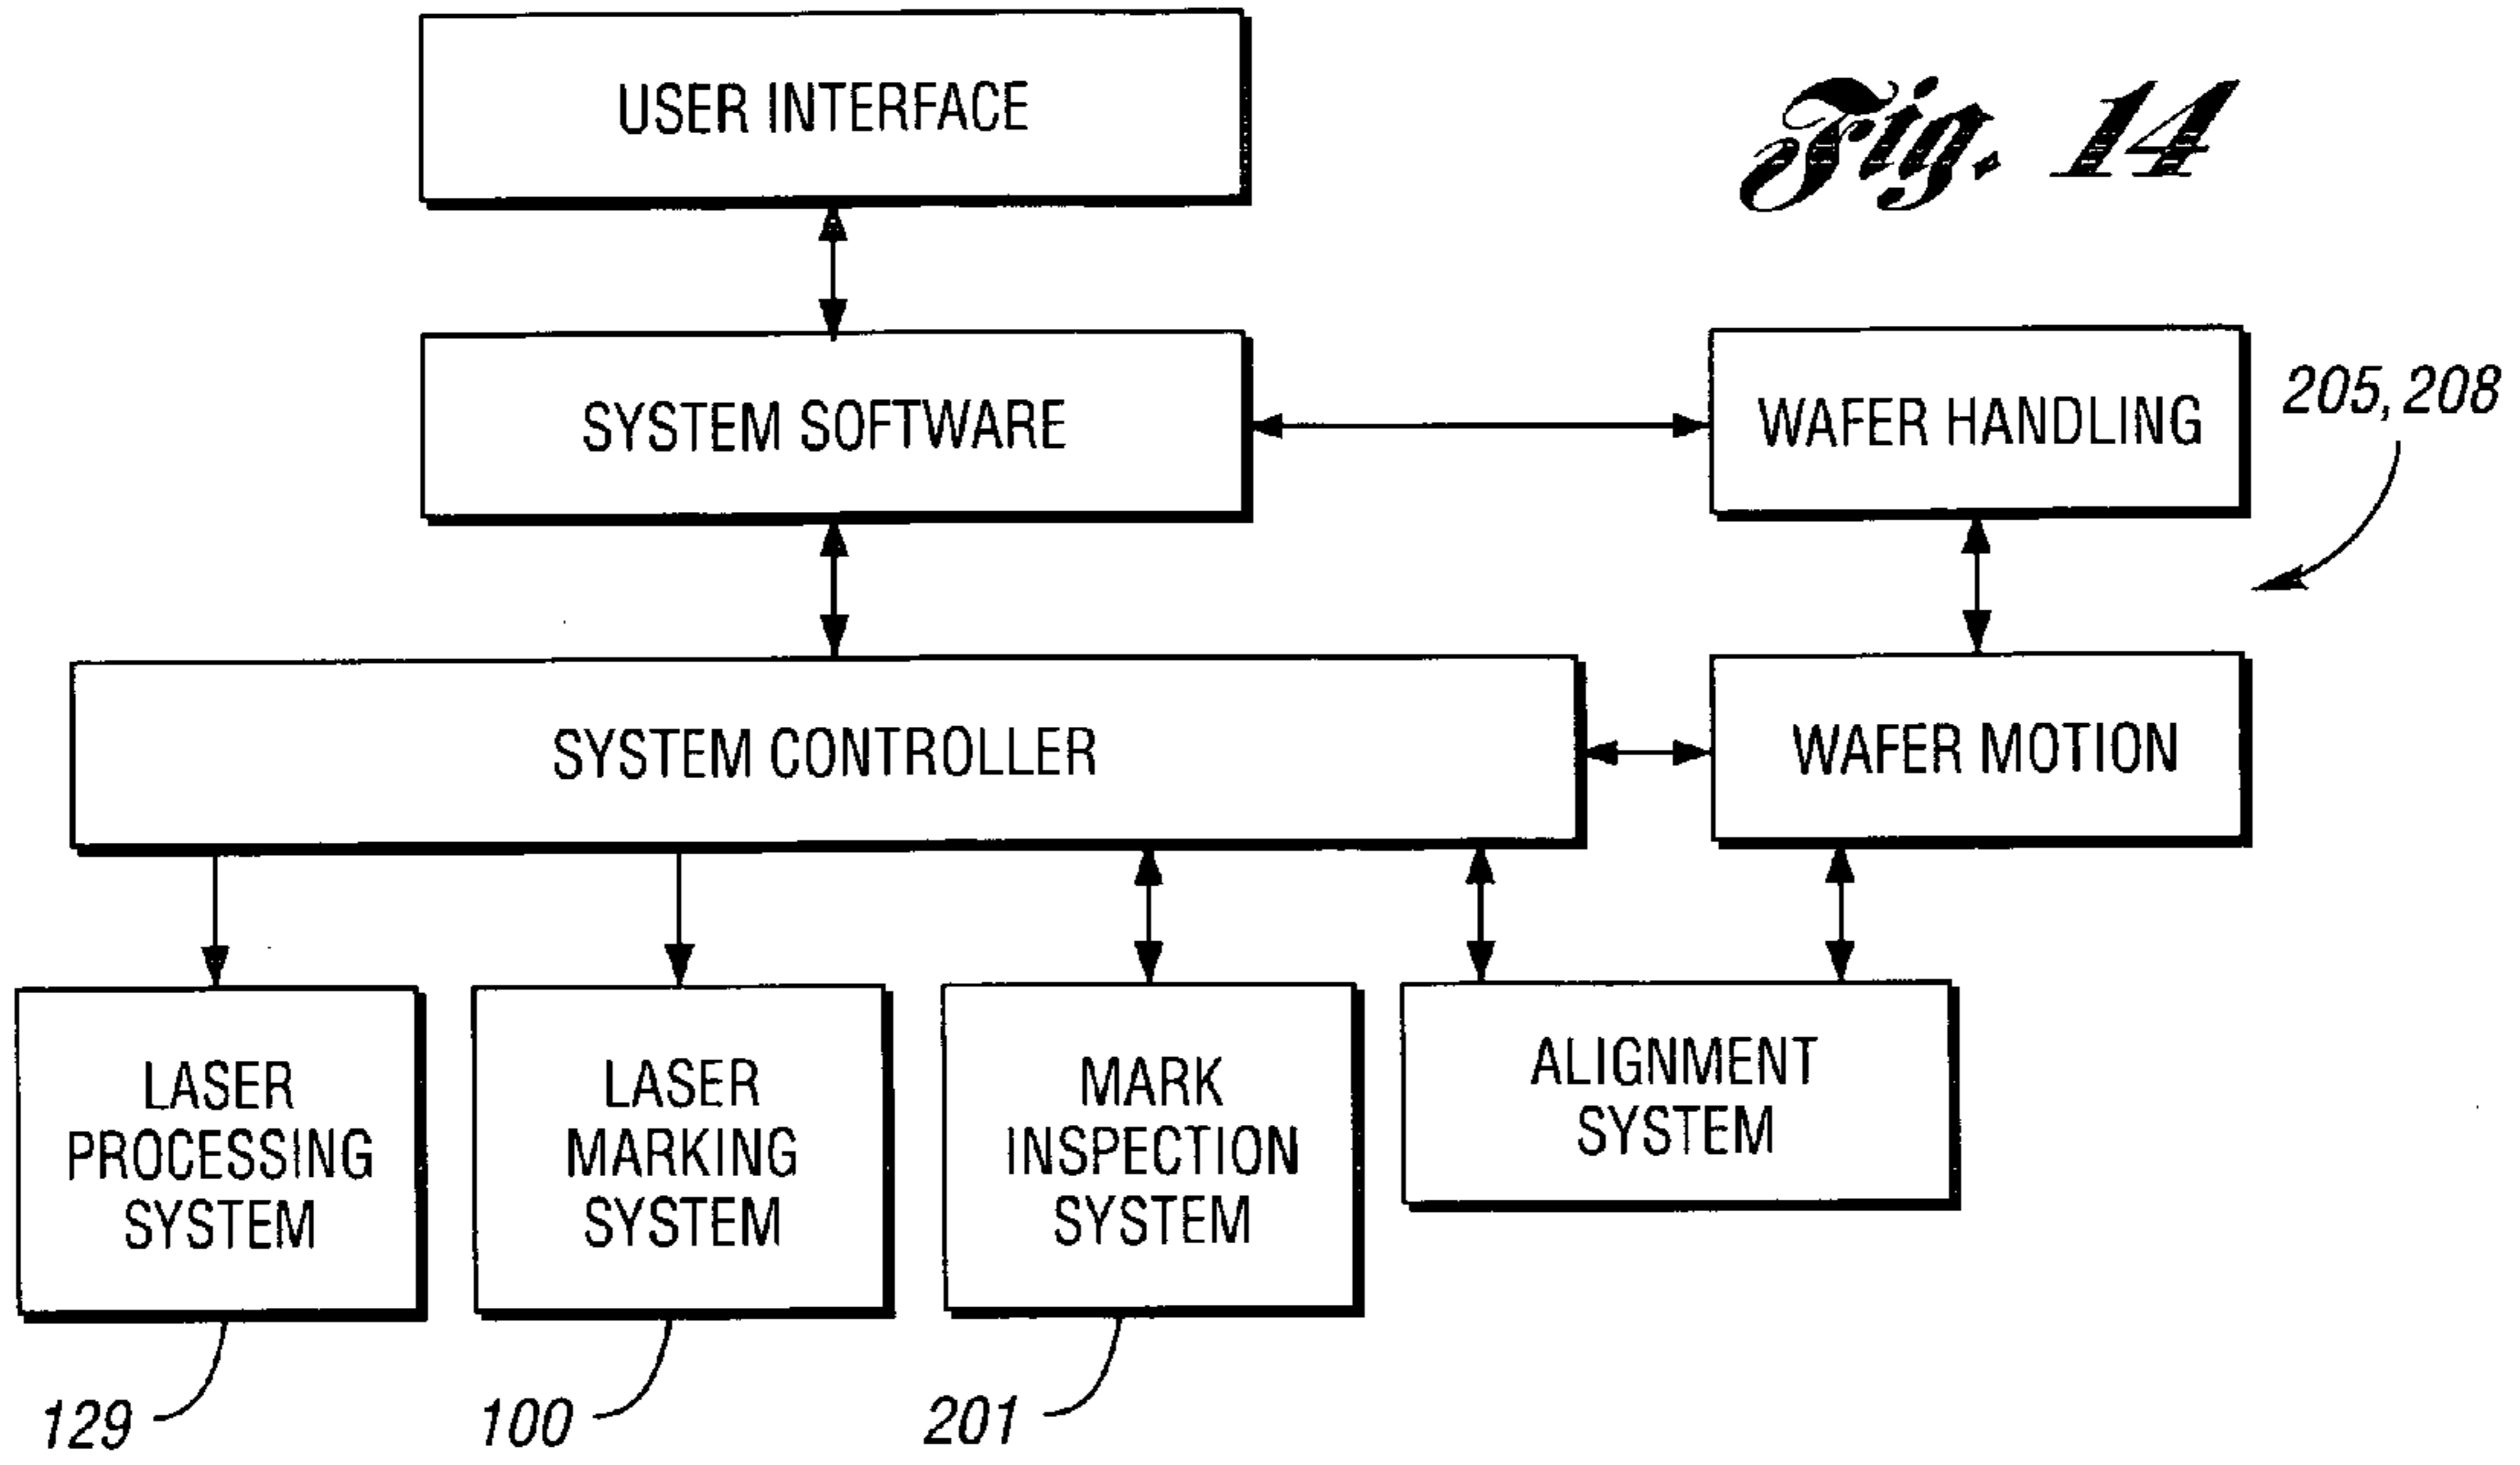 USER INTERFACE
Fig. 14
SYSTEM SOFTWARE
WAFER HANDLING
205, 208
SYSTEM CONTROLLER
WAFER MOTION
LASER
PROCESSING
SYSTEM
LASER
MARKING
SYSTEM
MARK
INSPECTION
SYSTEM
ALIGNMENT
SYSTEM
129
100
201